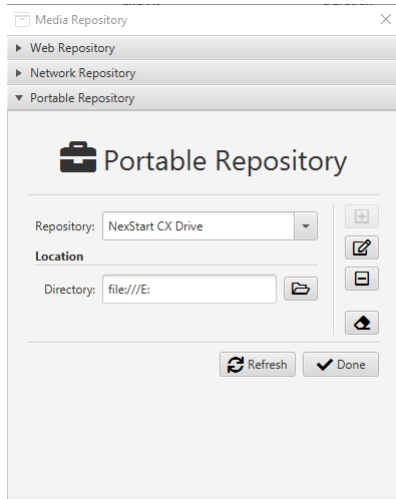 Media Repository
Web Repository
Network Repository
Portable Repository
Portable Repository
Repository: NexStart CX Drive
Location
Directory: file:///E:
Refresh Done